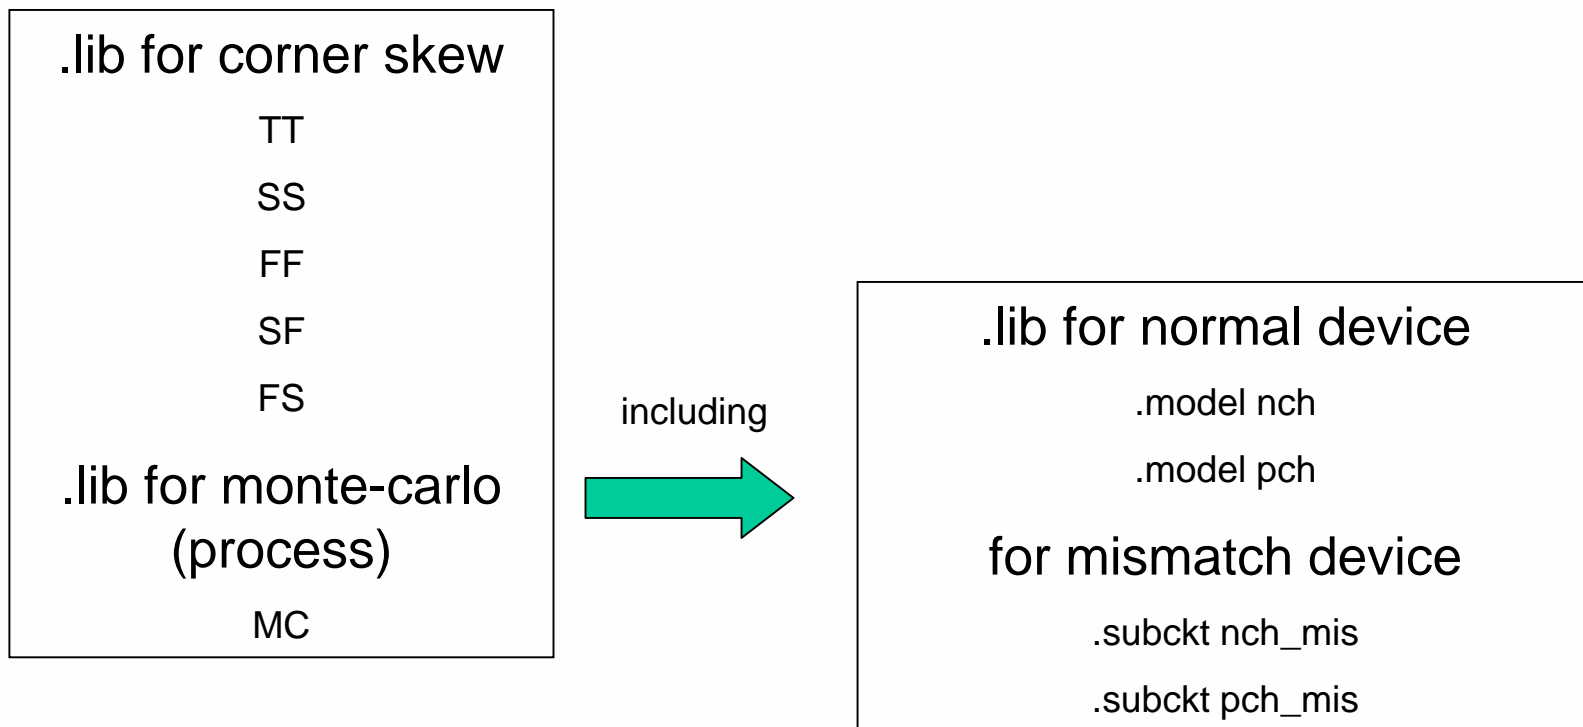 .lib for corner skew
TT
SS
FF
SF
FS
.lib for monte-carlo
(process)
MC
including
.lib for normal device
.model nch
.model pch
for mismatch device
.subckt nch_mis
.subckt pch_mis